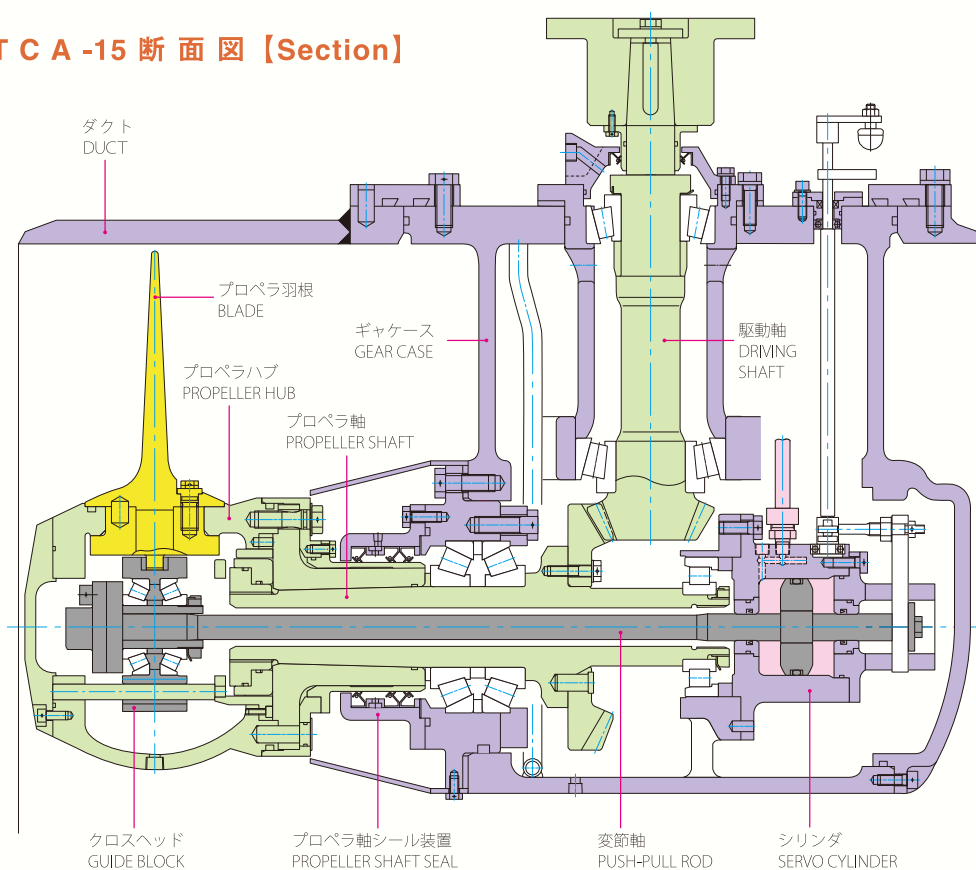 T C A -15 断 面 図【Section】
ダクト
DUCT
プロペラ羽根
BLADE
ギャケース
GEAR CASE
駆動軸
DRIVING
SHAFT
プロペラハブ
PROPELLER HUB
プロペラ軸
PROPELLER SHAFT
クロスヘッド
GUIDE BLOCK
プロペラ軸シール装置
PROPELLER SHAFT SEAL
変節軸
PUSH-PULL ROD
シリンダ
SERVO CYLINDER